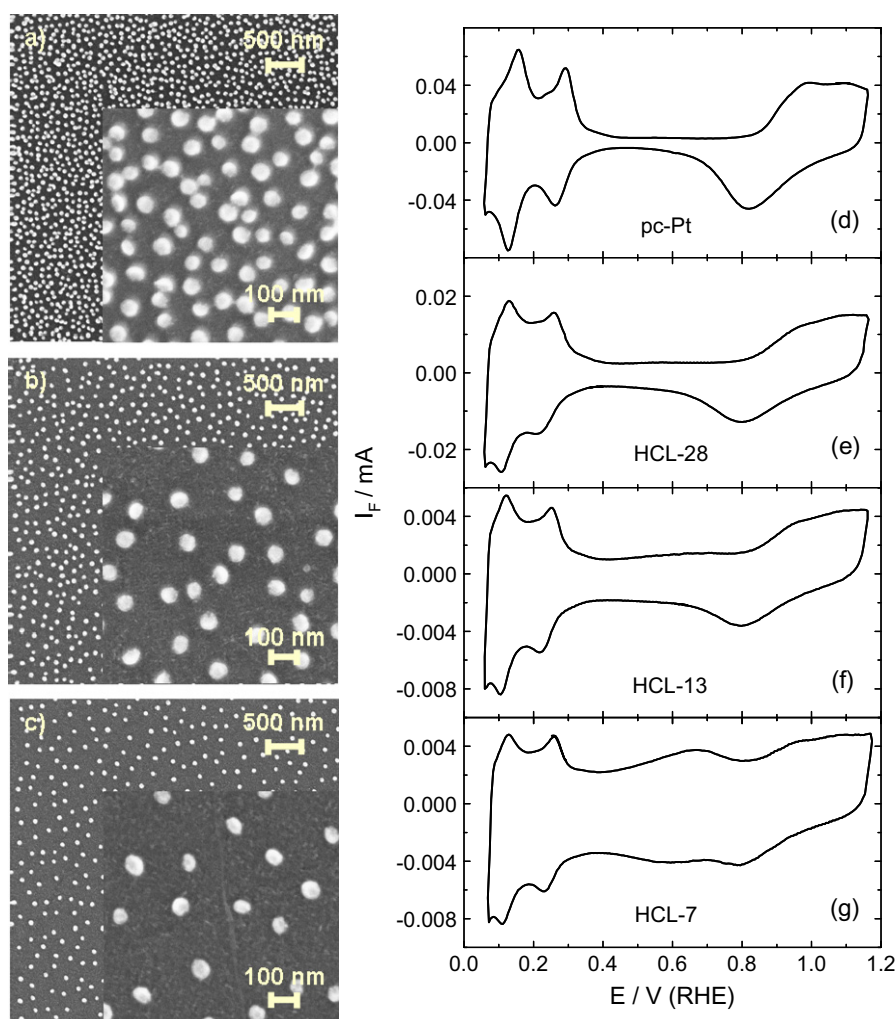 a)
500 nm
100 nm
b)
500 nm
100 nm
c)
500 nm
100 nm
I_F / mA
0.04
0.00
-0.04
pc-Pt
(d)
0.02
0.00
-0.02
HCL-28
(e)
0.004
0.000
-0.004
-0.008
HCL-13
(f)
0.004
0.000
-0.004
-0.008
HCL-7
(g)
0.0 0.2 0.4 0.6 0.8 1.0 1.2
E / V (RHE)